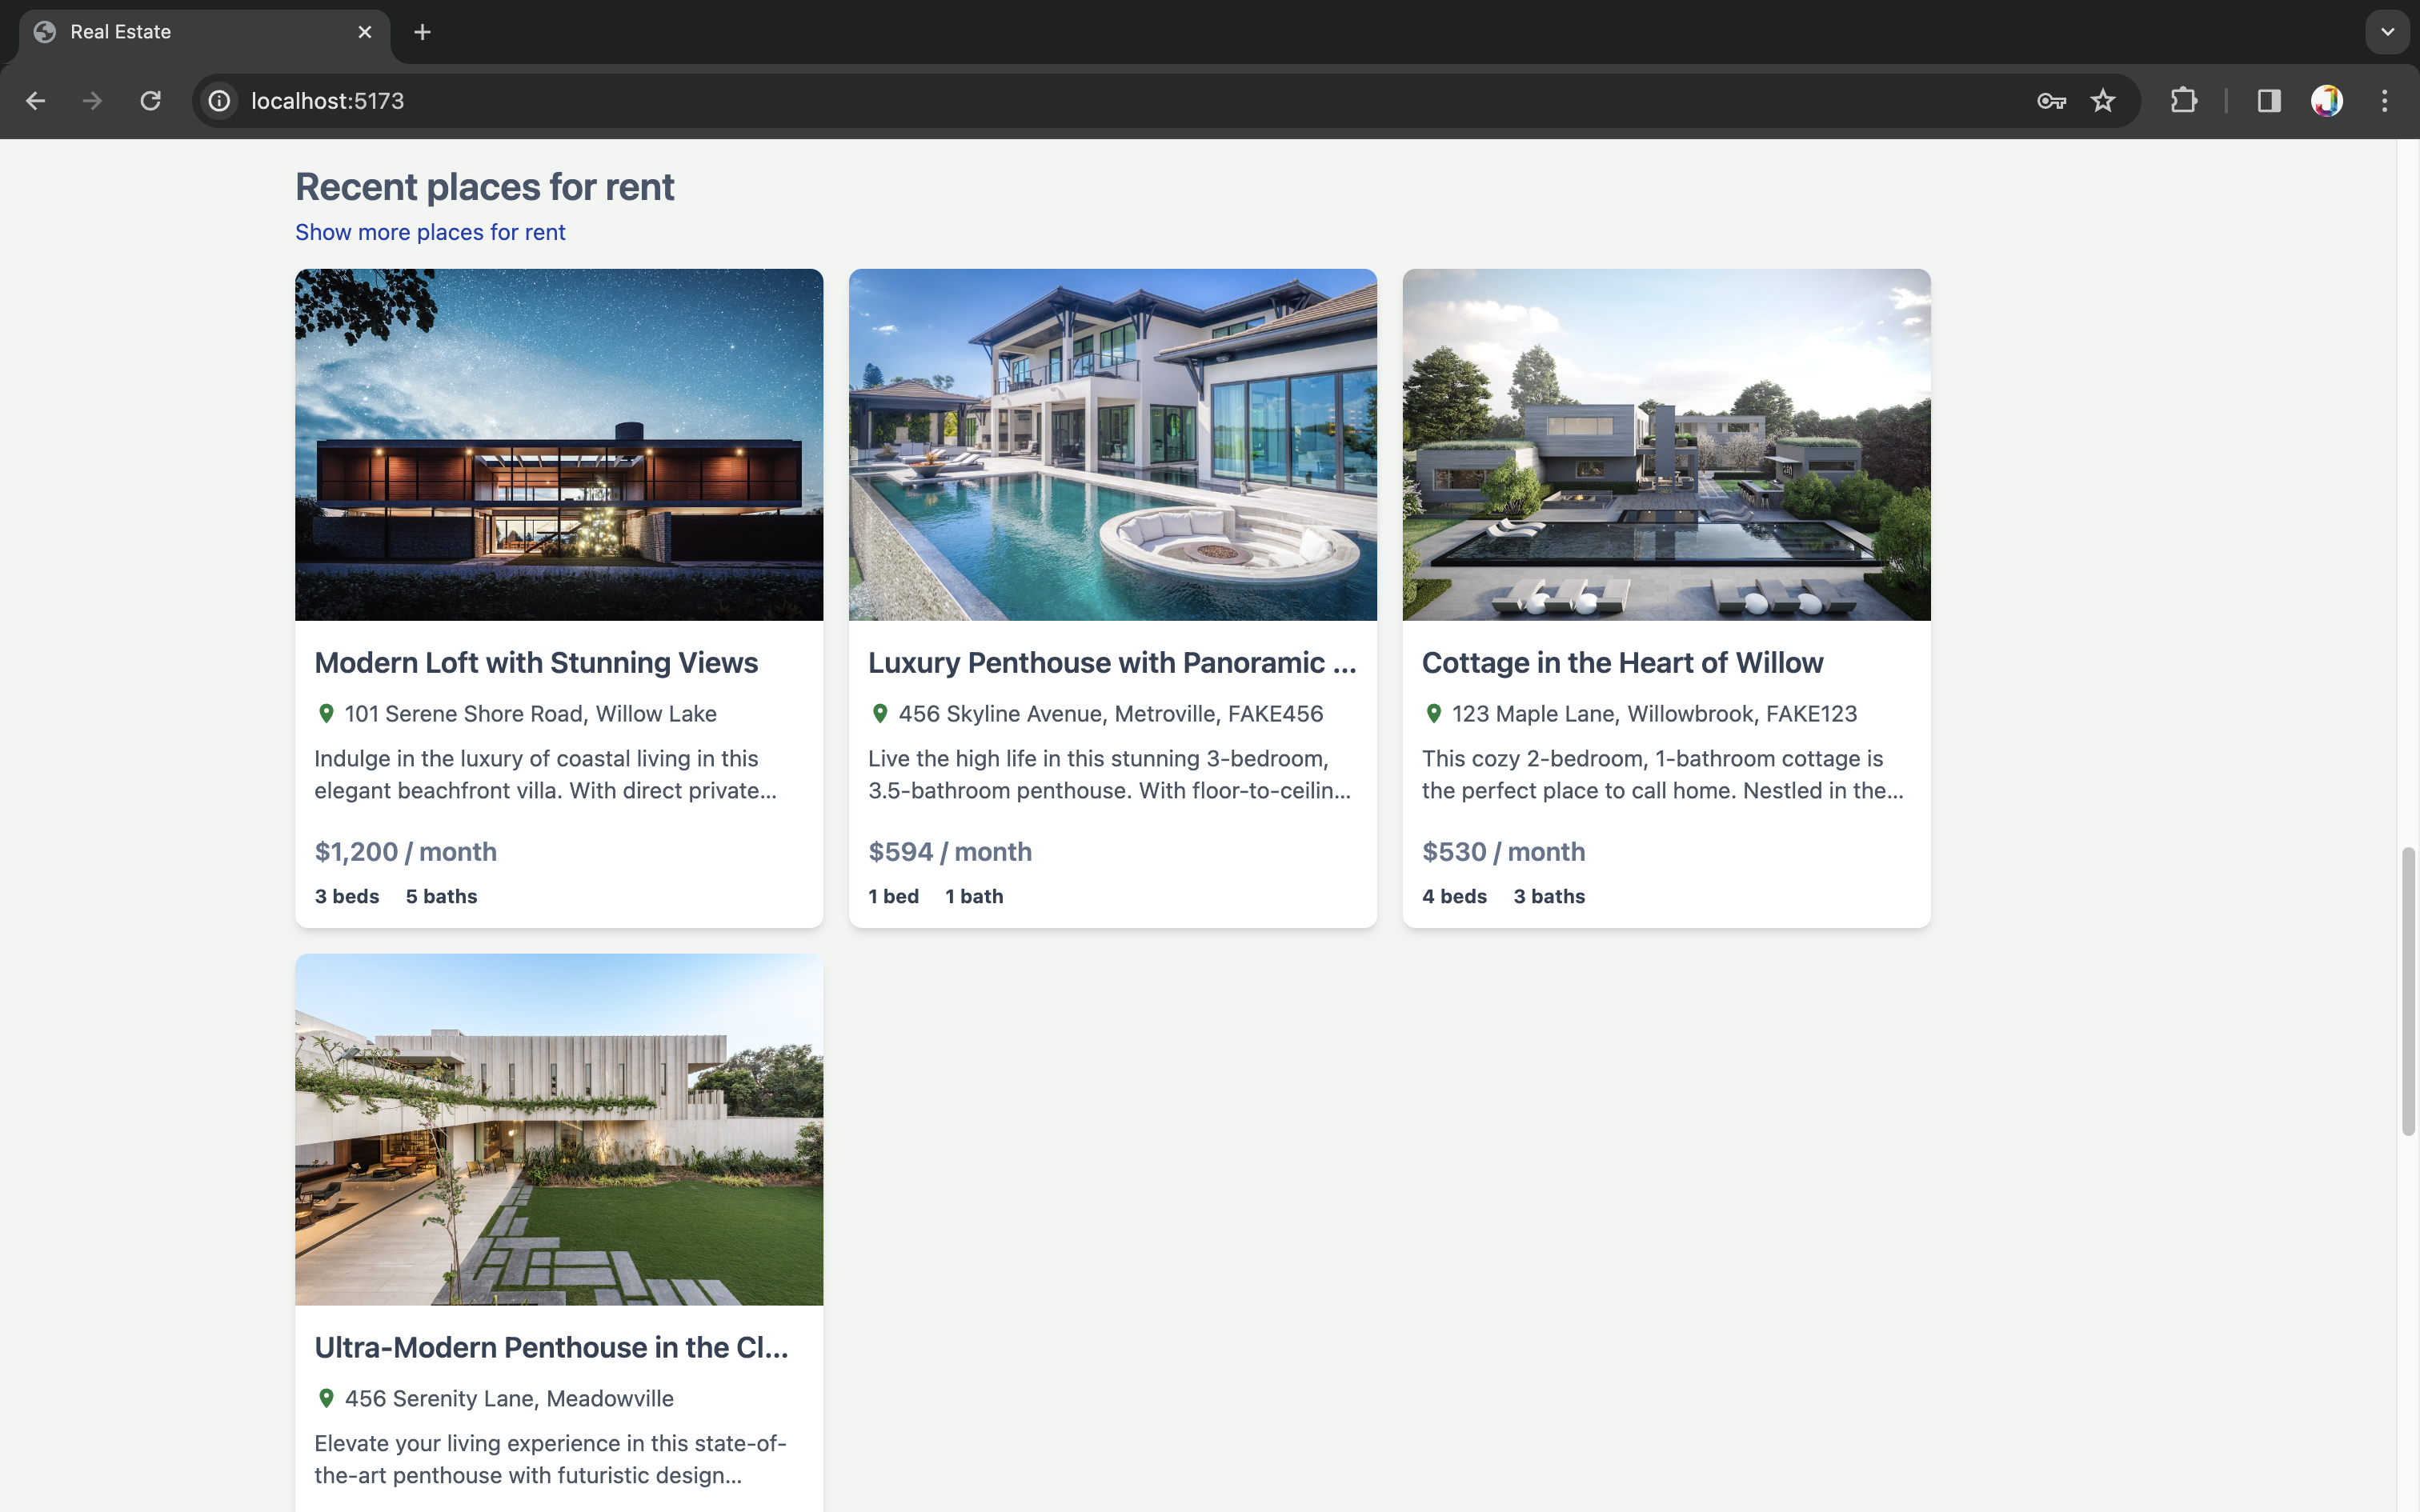 Real Estate
localhost:5173
Recent places for rent
Show more places for rent
Modern Loft with Stunning Views
101 Serene Shore Road, Willow Lake
Indulge in the luxury of coastal living in this
elegant beachfront villa. With direct private...
$1,200 / month
3 beds 5 baths
Luxury Penthouse with Panoramic ...
456 Skyline Avenue, Metroville, FAKE456
Live the high life in this stunning 3-bedroom,
3.5-bathroom penthouse. With floor-to-ceilin...
$594 / month
1 bed 1 bath
Cottage in the Heart of Willow
123 Maple Lane, Willowbrook, FAKE123
This cozy 2-bedroom, 1-bathroom cottage is
the perfect place to call home. Nestled in the...
$530 / month
4 beds 3 baths
Ultra-Modern Penthouse in the Cl...
456 Serenity Lane, Meadowville
Elevate your living experience in this state-of-
the-art penthouse with futuristic design...